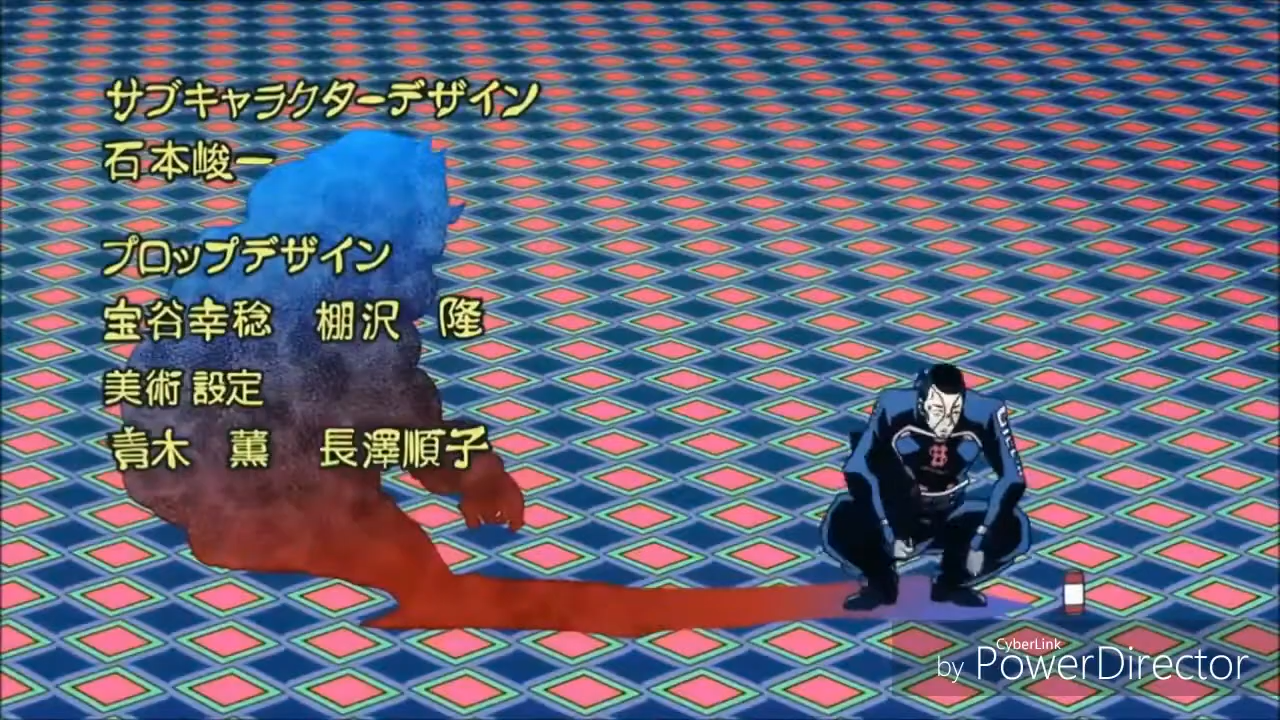 サブキャラクターデザイン
石本峻一
プロップデザイン
宝谷幸稔 棚沢 隆
美術設定
青木 薫 長澤順子
CyberLink
by PowerDirector